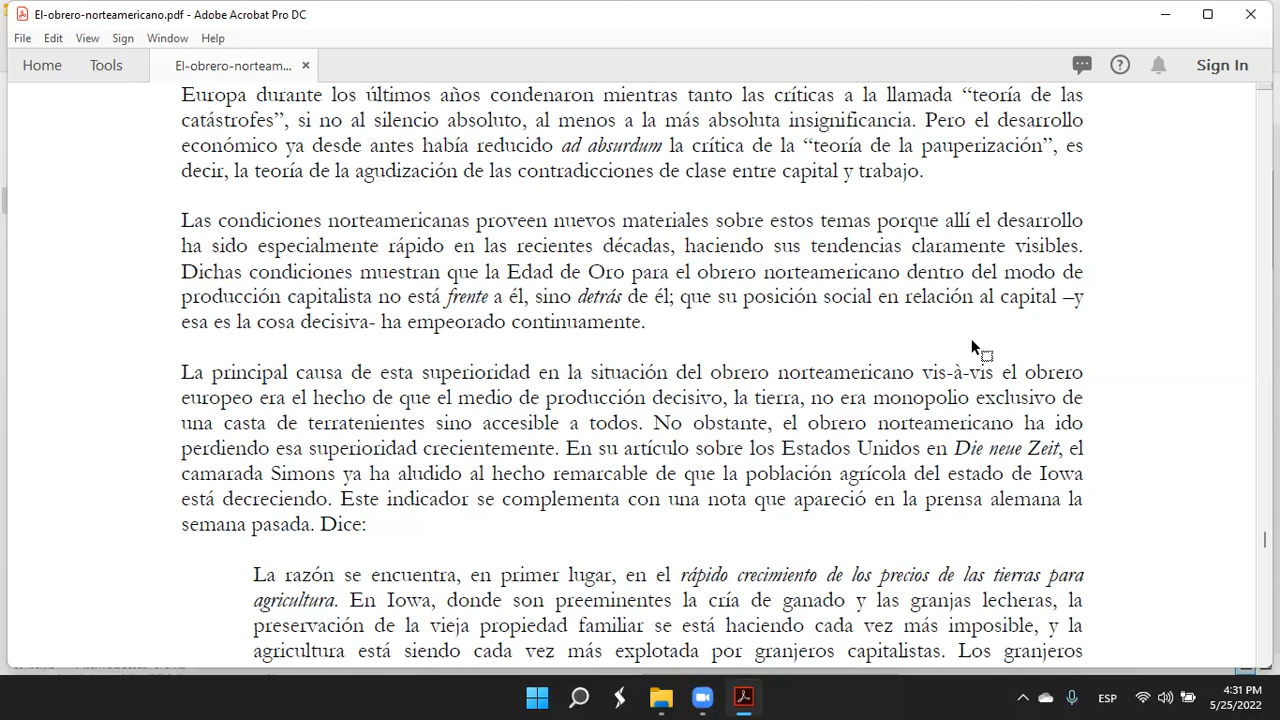 El-obrero-norteamericano.pdf - Adobe Acrobat Pro DC
File Edit View Sign Window Help
Home Tools El-obrero-norteam... × Sign In
Europa durante los últimos años condenaron mientras tanto las críticas a la llamada “teoría de las
catástrofes”, si no al silencio absoluto, al menos a la más absoluta insignificancia. Pero el desarrollo
económico ya desde antes había reducido ad absurdum la crítica de la “teoría de la pauperización”, es
decir, la teoría de la agudización de las contradicciones de clase entre capital y trabajo.
Las condiciones norteamericanas proveen nuevos materiales sobre estos temas porque allí el desarrollo
ha sido especialmente rápido en las recientes décadas, haciendo sus tendencias claramente visibles.
Dichas condiciones muestran que la Edad de Oro para el obrero norteamericano dentro del modo de
producción capitalista no está frente a él, sino detrás de él; que su posición social en relación al capital –y
esa es la cosa decisiva- ha empeorado continuamente.
La principal causa de esta superioridad en la situación del obrero norteamericano vis-à-vis el obrero
europeo era el hecho de que el medio de producción decisivo, la tierra, no era monopolio exclusivo de
una casta de terratenientes sino accesible a todos. No obstante, el obrero norteamericano ha ido
perdiendo esa superioridad crecientemente. En su artículo sobre los Estados Unidos en Die neue Zeit, el
camarada Simons ya ha aludido al hecho remarcable de que la población agrícola del estado de Iowa
está decreciendo. Este indicador se complementa con una nota que apareció en la prensa alemana la
semana pasada. Dice:
La razón se encuentra, en primer lugar, en el rápido crecimiento de los precios de las tierras para
agricultura. En Iowa, donde son preeminentes la cría de ganado y las granjas lecheras, la
preservación de la vieja propiedad familiar se está haciendo cada vez más imposible, y la
agricultura está siendo cada vez más explotada por granjeros capitalistas. Los granjeros
ESP
4:31 PM
5/25/2022